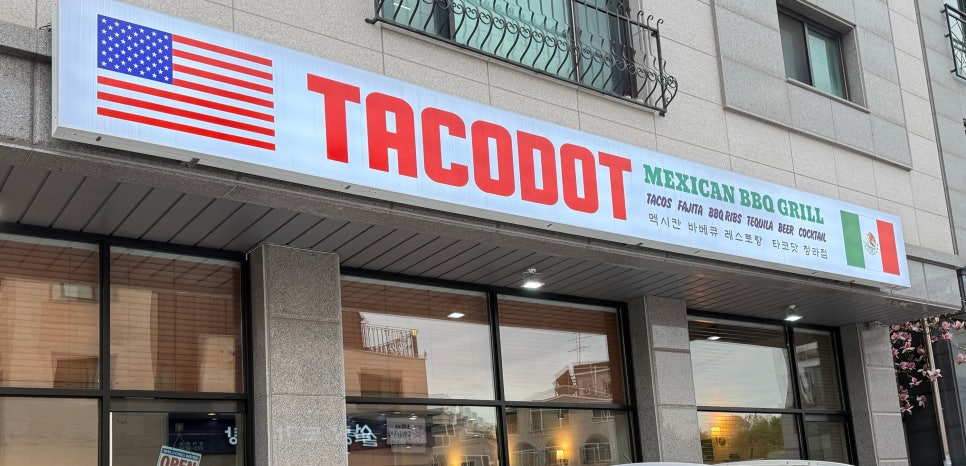 TACODOT
MEXICAN BBQ GRILL
TACOS FAJITA BBQ RIBS TEQUILA BEER COCKTAIL
멕시칸 바베큐 레스토랑 타코닷 청라점
OPEN